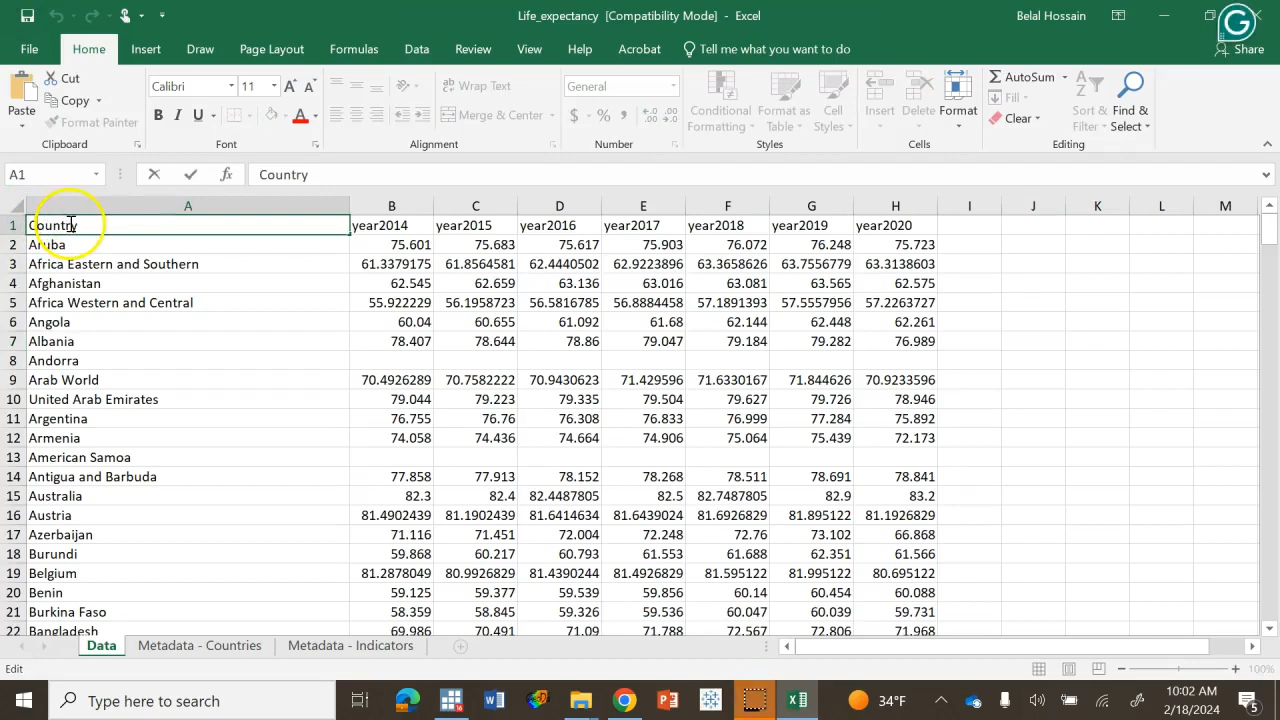 Life_expectancy [Compatibility Mode] - Excel
Belal Hossain
File Home Insert Draw Page Layout Formulas Data Review View Help Acrobat Tell me what you want to do Share
Paste Cut Copy Format Painter Clipboard
Calibri 11 B I U A Font
Wrap Text Merge & Center Alignment
General $ % , Number
Conditional Formatting Format as Table Cell Styles Styles
Insert Delete Format Cells
AutoSum Fill Clear Sort & Filter Find & Select Editing
A1 fx Country
A B C D E F G H I J K L M
1 Country year2014 year2015 year2016 year2017 year2018 year2019 year2020
2 Aruba 75.601 75.683 75.617 75.903 76.072 76.248 75.723
3 Africa Eastern and Southern 61.3379175 61.8564581 62.4440502 62.9223896 63.3658626 63.7556779 63.3138603
4 Afghanistan 62.545 62.659 63.136 63.016 63.081 63.565 62.575
5 Africa Western and Central 55.922229 56.1958723 56.5816785 56.8884458 57.1891393 57.5557956 57.2263727
6 Angola 60.04 60.655 61.092 61.68 62.144 62.448 62.261
7 Albania 78.407 78.644 78.86 79.047 79.184 79.282 76.989
8 Andorra
9 Arab World 70.4926289 70.7582222 70.9430623 71.429596 71.6330167 71.844626 70.9233596
10 United Arab Emirates 79.044 79.223 79.335 79.504 79.627 79.726 78.946
11 Argentina 76.755 76.76 76.308 76.833 76.999 77.284 75.892
12 Armenia 74.058 74.436 74.664 74.906 75.064 75.439 72.173
13 American Samoa
14 Antigua and Barbuda 77.858 77.913 78.152 78.268 78.511 78.691 78.841
15 Australia 82.3 82.4 82.4487805 82.5 82.7487805 82.9 83.2
16 Austria 81.4902439 81.1902439 81.6414634 81.6439024 81.6926829 81.895122 81.1926829
17 Azerbaijan 71.116 71.451 72.004 72.248 72.76 73.102 66.868
18 Burundi 59.868 60.217 60.793 61.553 61.688 62.351 61.566
19 Belgium 81.2878049 80.9926829 81.4390244 81.4926829 81.595122 81.995122 80.695122
20 Benin 59.125 59.377 59.539 59.856 60.14 60.454 60.088
21 Burkina Faso 58.359 58.845 59.326 59.536 60.047 60.039 59.731
22 Bangladesh 69.986 70.491 71.09 71.788 72.567 72.806 71.968
Data Metadata - Countries Metadata - Indicators
Edit 100%
Type here to search 34°F 10:02 AM
2/18/2024 5